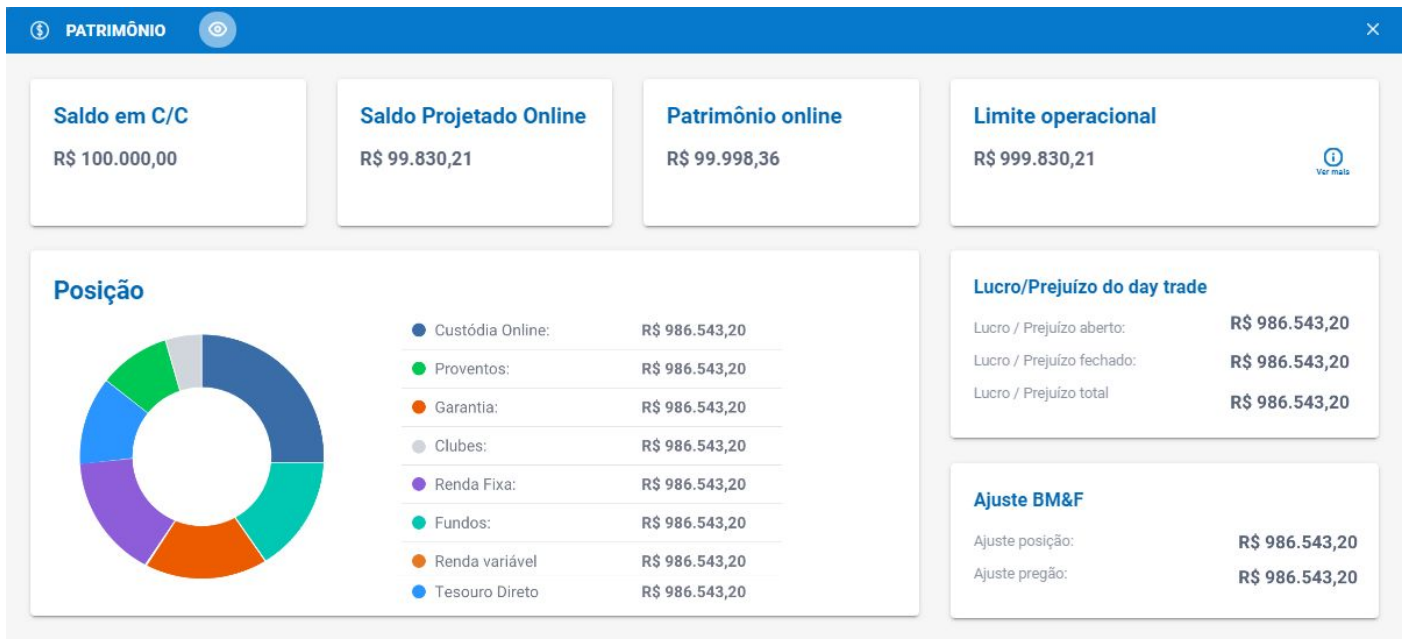 PATRIMÔNIO
Saldo em C/C
R$ 100.000,00
Saldo Projetado Online
R$ 99.830,21
Patrimônio online
R$ 99.998,36
Limite operacional
R$ 999.830,21
Ver mais
Posição
Custódia Online: R$ 986.543,20
Proventos: R$ 986.543,20
Garantia: R$ 986.543,20
Clubes: R$ 986.543,20
Renda Fixa: R$ 986.543,20
Fundos: R$ 986.543,20
Renda variável R$ 986.543,20
Tesouro Direto R$ 986.543,20
Lucro/Prejuízo do day trade
Lucro / Prejuízo aberto: R$ 986.543,20
Lucro / Prejuízo fechado: R$ 986.543,20
Lucro / Prejuízo total R$ 986.543,20
Ajuste BM&F
Ajuste posição: R$ 986.543,20
Ajuste pregão: R$ 986.543,20